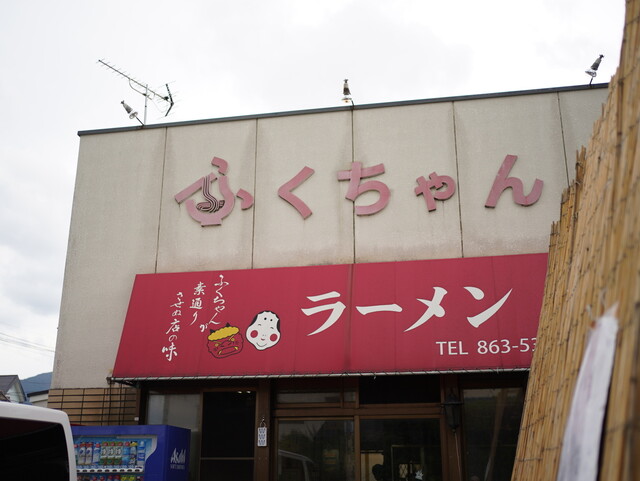 ふくちゃん
ふくちゃんが
素通り
させぬ店の味
ラーメン
TEL 863-53
Asahi